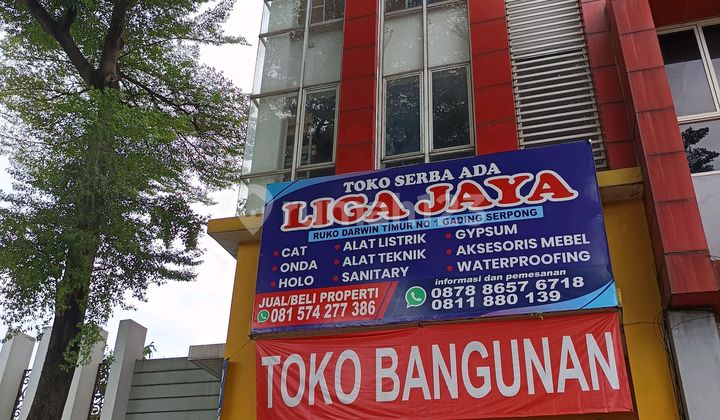 TOKO SERBA ADA
LIGA JAYA
RUKO DARWIN TIMUR NO 1 GADING SERPONG
• CAT
• ONDA
• HOLO
• ALAT LISTRIK
• ALAT TEKNIK
• SANITARY
• GYPSUM
• AKSESORIS MEBEL
• WATERPROOFING
JUAL/BELI PROPERTI
081 574 277 386
informasi dan pemesanan
0878 8657 6718
0811 880 139
TOKO BANGUNAN